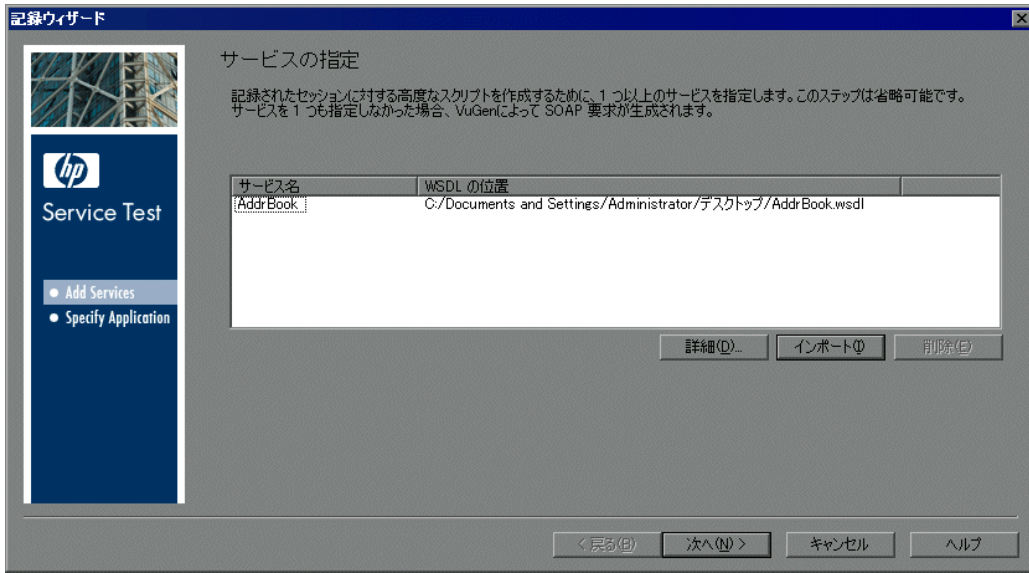 記録ウィザード
サービスの指定
記録されたセッションに対する高度なスクリプトを作成するために、1 つ以上のサービスを指定します。このステップは省略可能です。
サービスを 1 つも指定しなかった場合、VuGenによって SOAP 要求が生成されます。
hp
Service Test
Add Services
Specify Application
サービス名 WSDL の位置
AddrBook C:/Documents and Settings/Administrator/デスクトップ/AddrBook.wsdl
詳細(D)... インポート(I) 削除(E)
< 戻る(B) 次へ(N) > キャンセル ヘルプ